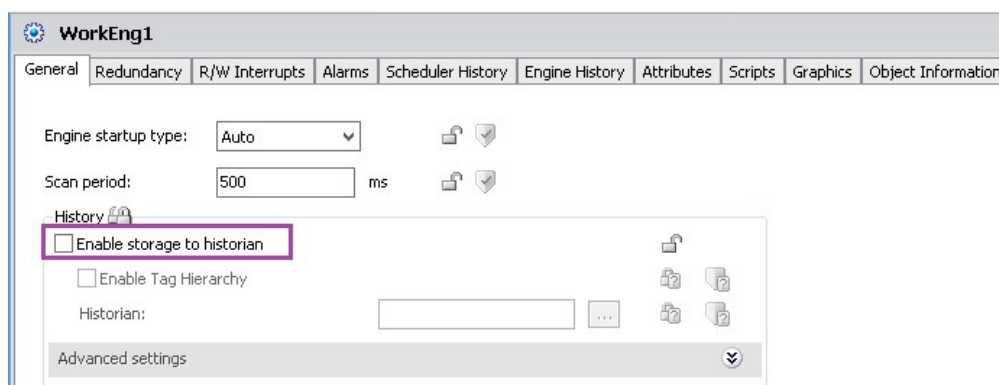 WorkEng1
General Redundancy R/W Interrupts Alarms Scheduler History Engine History Attributes Scripts Graphics Object Information
Engine startup type: Auto
Scan period: 500 ms
History
Enable storage to historian
Enable Tag Hierarchy
Historian: ...
Advanced settings